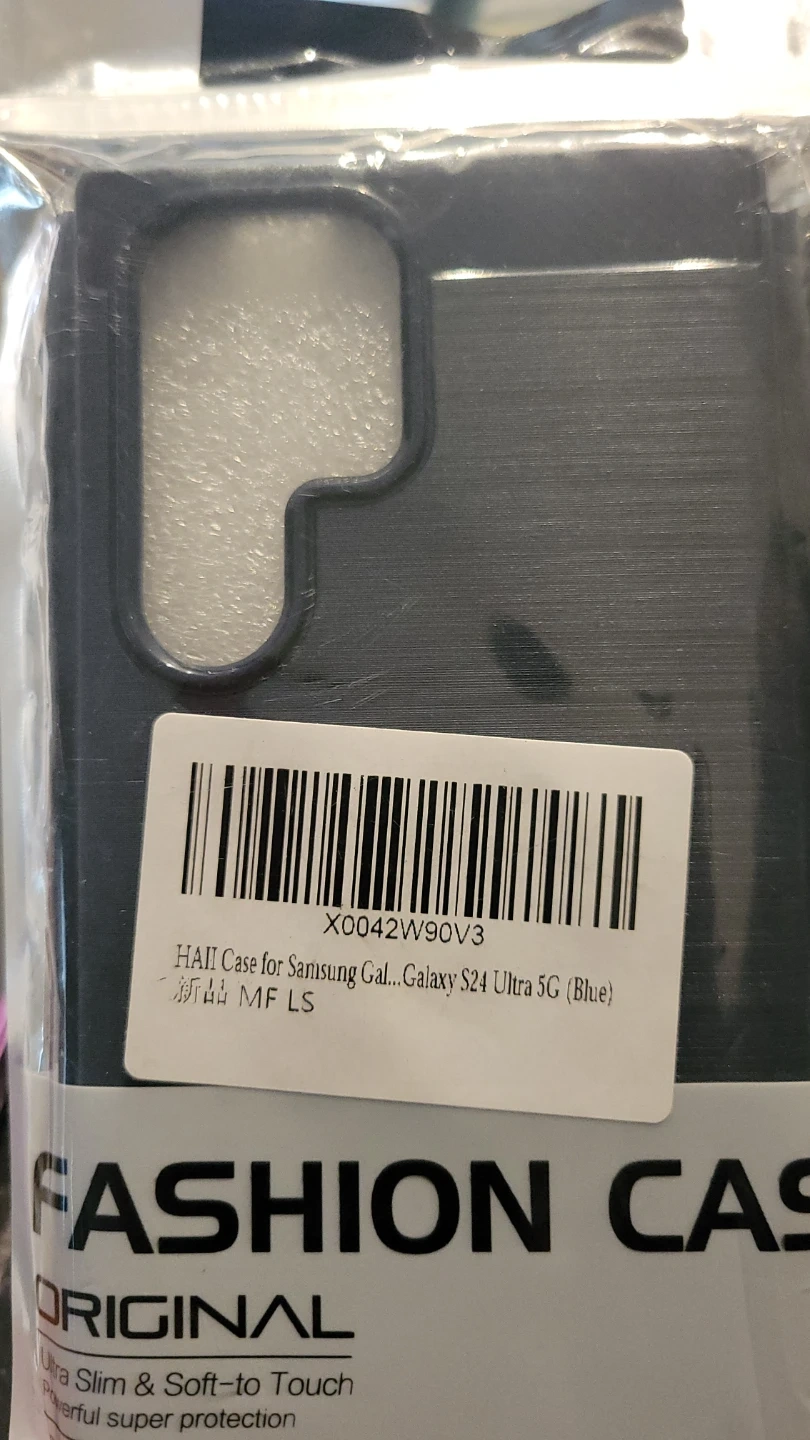 X0042W90V3
HAII Case for Samsung Gal...Galaxy S24 Ultra 5G (Blue)
新品 MF LS
FASHION CAS
ORIGINAL
Ultra Slim & Soft-to Touch
Powerful super protection